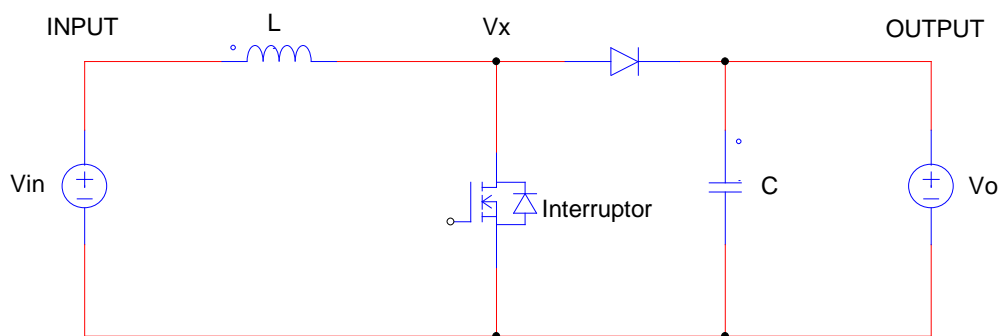 INPUT
L
Vx
OUTPUT
Vin
Interruptor
C
Vo